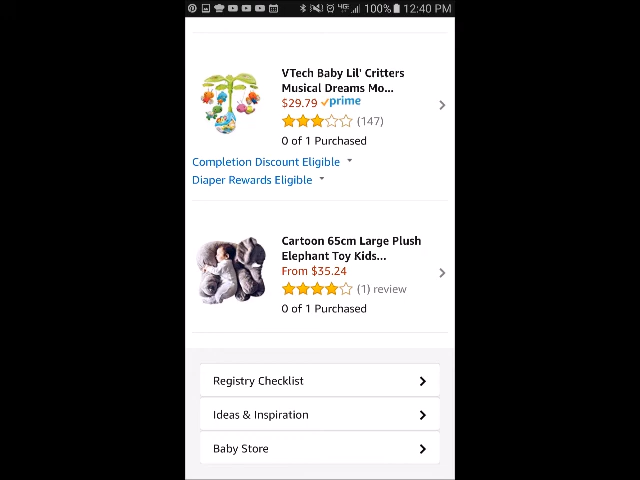 4G 100% 12:40 PM
VTech Baby Lil' Critters
Musical Dreams Mo...
$29.79 prime
(147)
0 of 1 Purchased
Completion Discount Eligible
Diaper Rewards Eligible
Cartoon 65cm Large Plush
Elephant Toy Kids...
From $35.24
(1) review
0 of 1 Purchased
Registry Checklist
Ideas & Inspiration
Baby Store